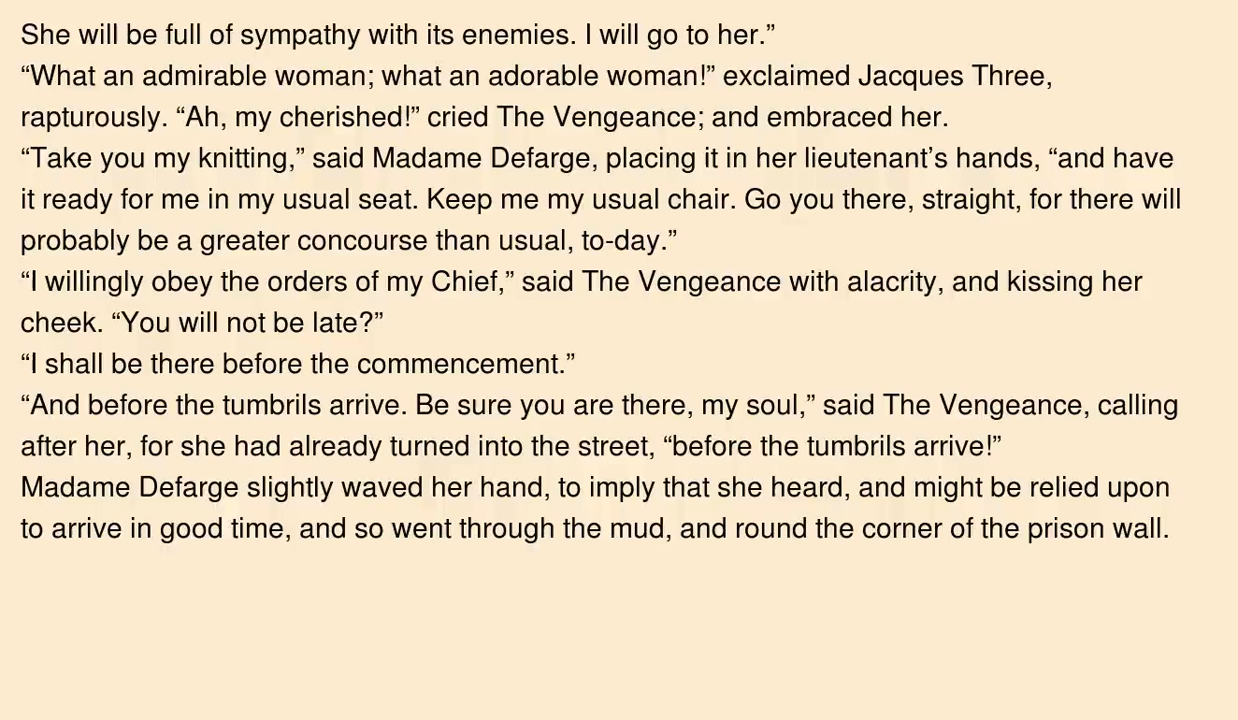 She will be full of sympathy with its enemies. I will go to her.”
“What an admirable woman; what an adorable woman!” exclaimed Jacques Three,
rapturously. “Ah, my cherished!” cried The Vengeance; and embraced her.
“Take you my knitting,” said Madame Defarge, placing it in her lieutenant’s hands, “and have
it ready for me in my usual seat. Keep me my usual chair. Go you there, straight, for there will
probably be a greater concourse than usual, to-day.”
“I willingly obey the orders of my Chief,” said The Vengeance with alacrity, and kissing her
cheek. “You will not be late?”
“I shall be there before the commencement.”
“And before the tumbrils arrive. Be sure you are there, my soul,” said The Vengeance, calling
after her, for she had already turned into the street, “before the tumbrils arrive!”
Madame Defarge slightly waved her hand, to imply that she heard, and might be relied upon
to arrive in good time, and so went through the mud, and round the corner of the prison wall.